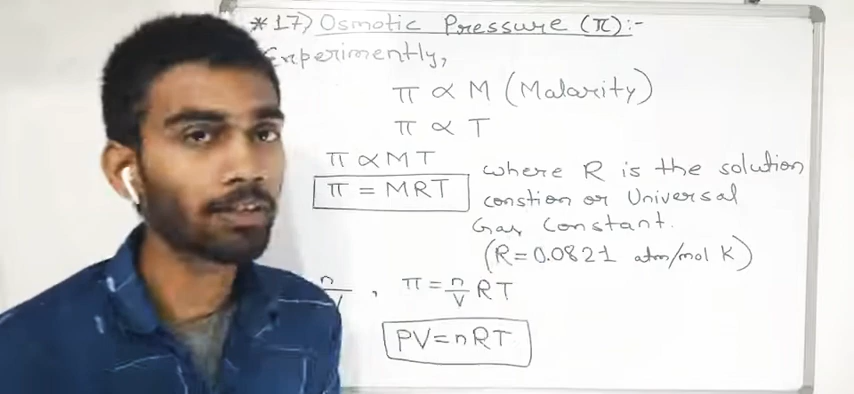 *17) Osmotic Pressure (π):-
Experimently,
π ∝ M (Malarity)
π ∝ T
π ∝ MT
π = MRT
where R is the solution
constion or Universal
Gas Constant.
(R=0.0821 atm/mol K)
n/V , π = n/V RT
PV=nRT